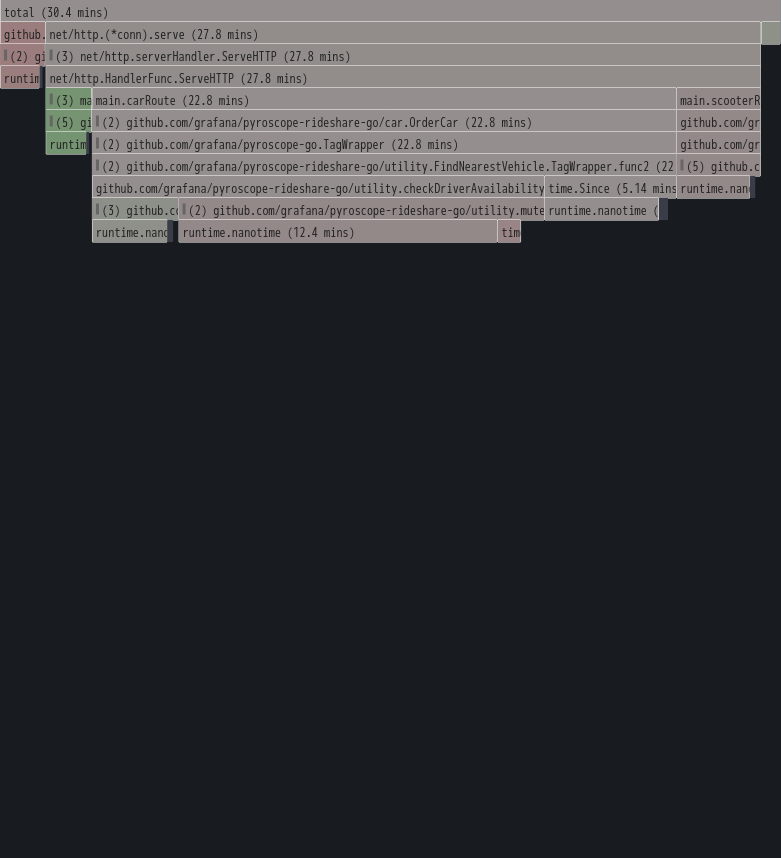 total (30.4 mins)
github. net/http.(*conn).serve (27.8 mins)
(2) gi (3) net/http.serverHandler.ServeHTTP (27.8 mins)
runtim net/http.HandlerFunc.ServeHTTP (27.8 mins)
(3) ma main.carRoute (22.8 mins) main.scooterR
(5) gi (2) github.com/grafana/pyroscope-rideshare-go/car.OrderCar (22.8 mins) github.com/gr
runtim (2) github.com/grafana/pyroscope-go.TagWrapper (22.8 mins) github.com/gr
(2) github.com/grafana/pyroscope-rideshare-go/utility.FindNearestVehicle.TagWrapper.func2 (22 (5) github.c
github.com/grafana/pyroscope-rideshare-go/utility.checkDriverAvailability time.Since (5.14 mins runtime.nan
(3) github.co (2) github.com/grafana/pyroscope-rideshare-go/utility.mute runtime.nanotime (
runtime.nano runtime.nanotime (12.4 mins) tim